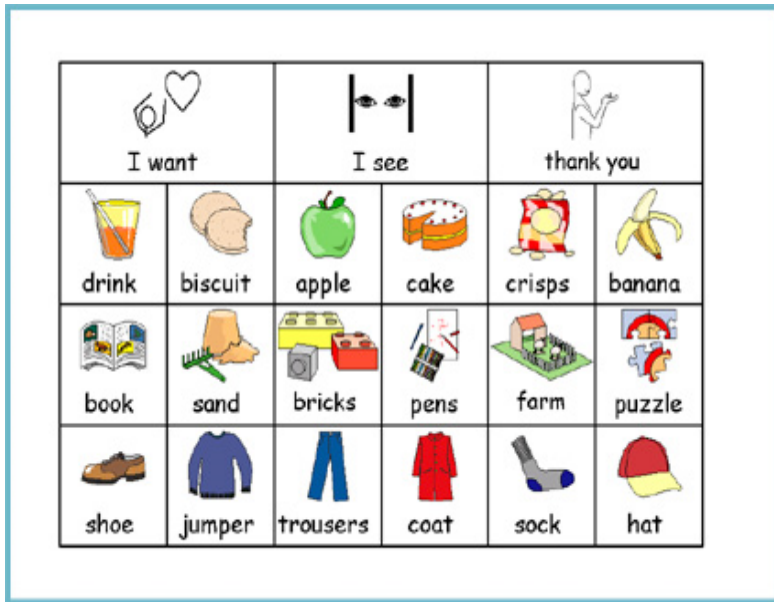 I want I see thank you
drink biscuit apple cake crisps banana
book sand bricks pens farm puzzle
shoe jumper trousers coat sock hat